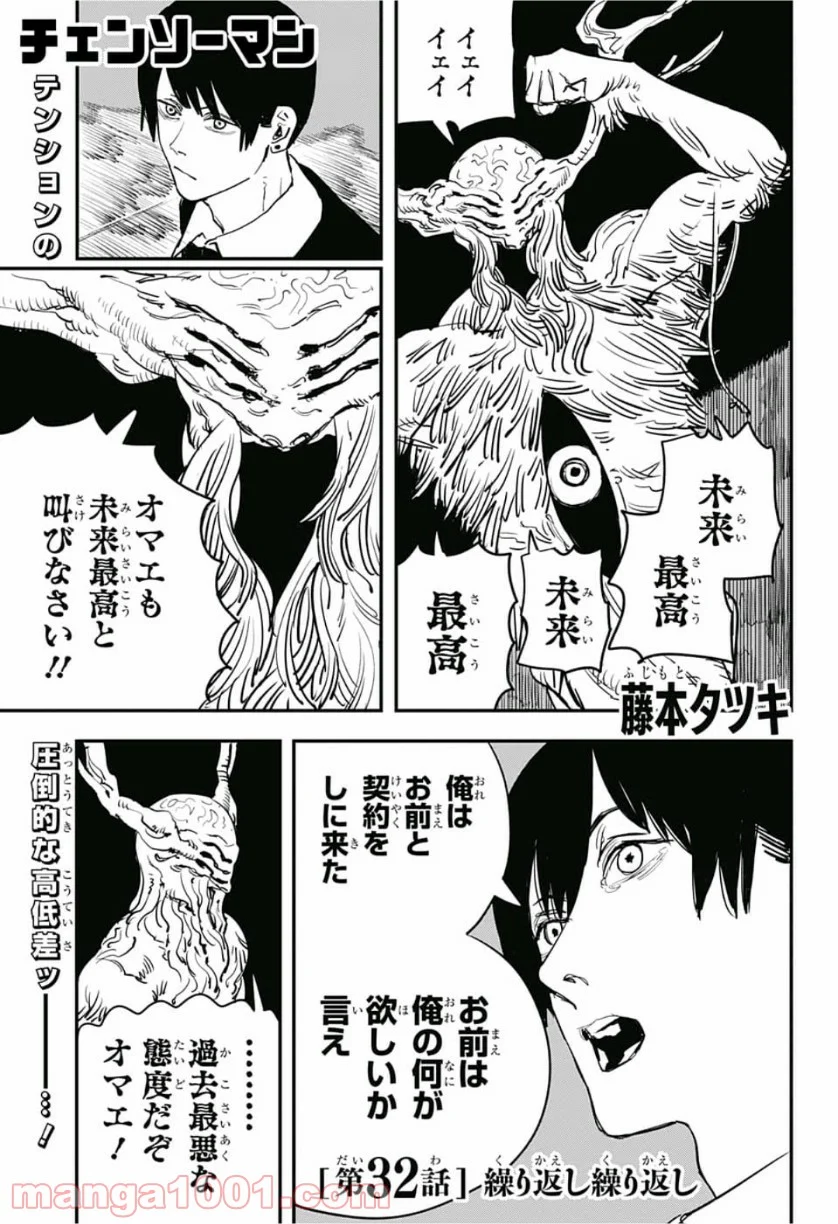 チェンソーマン
イェイ
イェイ
未来
最高
未来
最高
藤本タツキ
テンションの
オマエも
未来最高と
叫びなさい!!
俺は
お前と
契約を
しに来た
お前は
俺の何が
欲しいか
言え
[第32話] 繰り返し繰り返し
………
過去最悪な
態度だぞ
オマエ!
圧倒的な高低差ッ――…!
manga1001.com